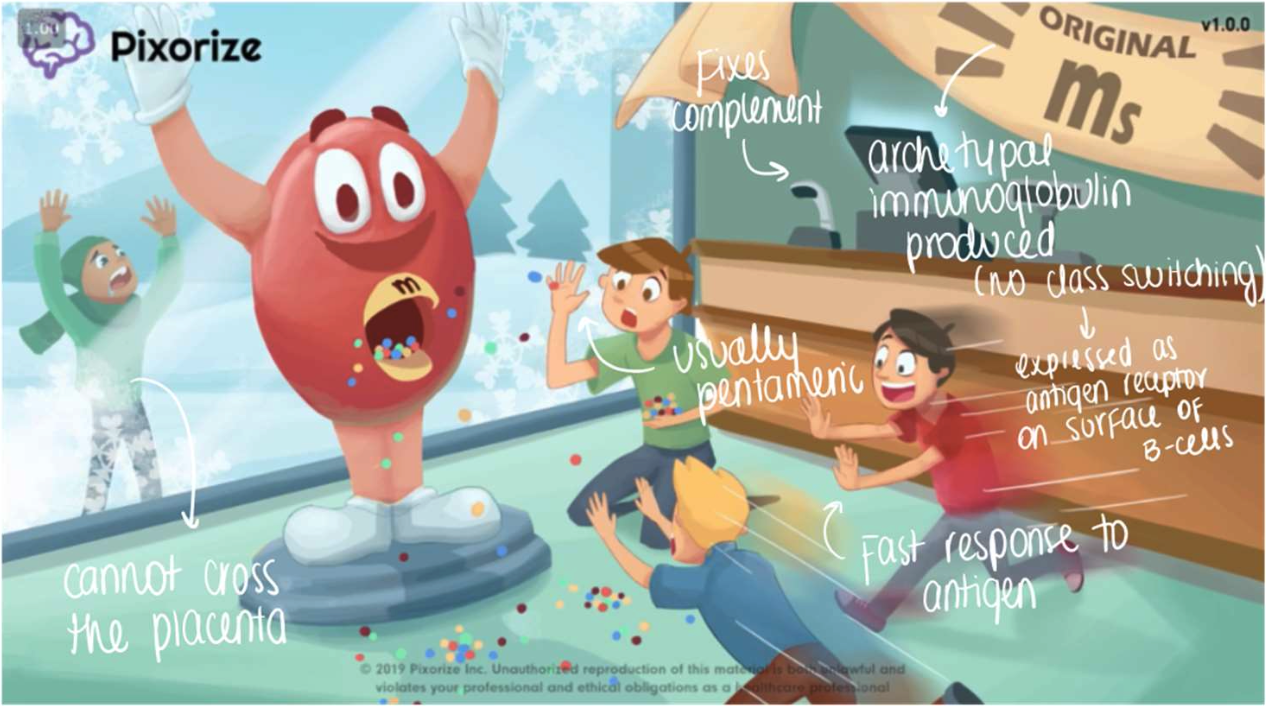 1.00
Pixorize
v1.0.0
ORIGINAL
ms
Fixes
complement
archetypal
immunoglobulin
produced
(no class switching)
expressed as
antigen receptor
on surface of
B-cells
m
usually
pentameric
Fast response to
antigen
cannot cross
the placenta
© 2019 Pixorize Inc. Unauthorized reproduction of this material is both unlawful and
violates your professional and ethical obligations as a healthcare professional